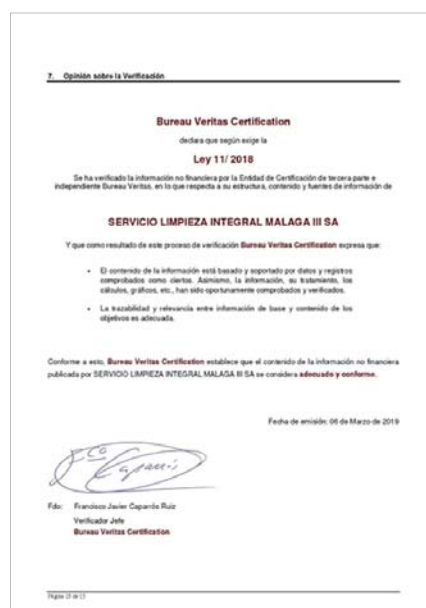 7. Opinión sobre la Verificación
Bureau Veritas Certification
declara que según exige la
Ley 11/ 2018
Se ha verificado la información no financiera por la Entidad de Certificación de tercera parte e
independiente Bureau Veritas, en lo que respecta a su estructura, contenido y fuentes de información de
SERVICIO LIMPIEZA INTEGRAL MALAGA III SA
Y que como resultado de este proceso de verificación Bureau Veritas Certification expresa que:
• El contenido de la información está basado y soportado por datos y registros
comprobados como ciertos. Asimismo, la información, su tratamiento, los
cálculos, gráficos, etc., han sido oportunamente comprobados y verificados.
• La trazabilidad y relevancia entre información de base y contenido de los
objetivos es adecuada.
Conforme a esto, Bureau Veritas Certification establece que el contenido de la información no financiera
publicada por SERVICIO LIMPIEZA INTEGRAL MALAGA III SA se considera adecuado y conforme.
Fecha de emisión: 06 de Marzo de 2019
Fco Caparrós
Fdo: Francisco Javier Caparrós Ruiz
Verificador Jefe
Bureau Veritas Certification
Página 13 de 13